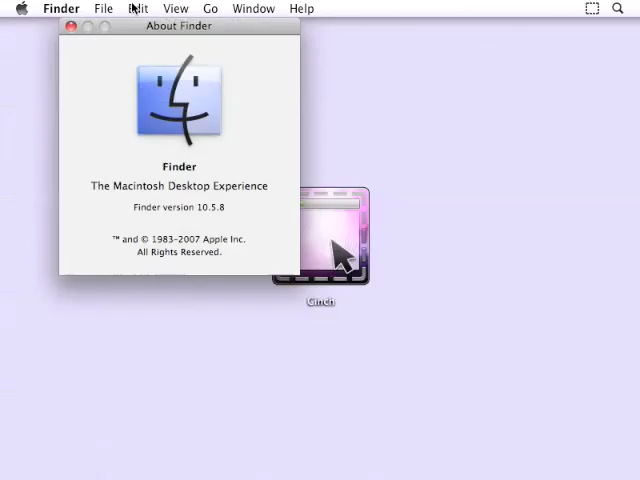 Finder File Edit View Go Window Help
About Finder
Finder
The Macintosh Desktop Experience
Finder version 10.5.8
™ and © 1983-2007 Apple Inc.
All Rights Reserved.
Cinch